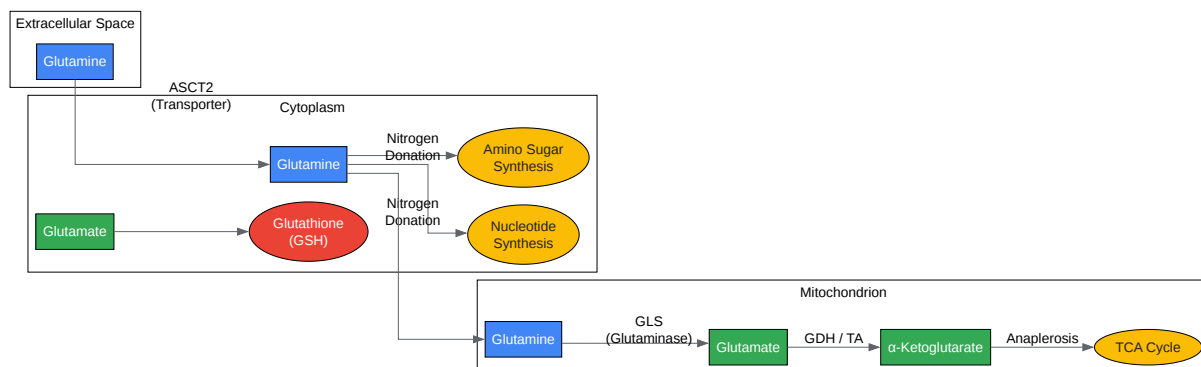 Extracellular Space
Glutamine
ASCT2
(Transporter)
Cytoplasm
Glutamine
Nitrogen
Donation
Amino Sugar
Synthesis
Nitrogen
Donation
Nucleotide
Synthesis
Glutamate
Glutathione
(GSH)
Mitochondrion
Glutamine
GLS
(Glutaminase)
Glutamate
GDH / TA
α-Ketoglutarate
Anaplerosis
TCA Cycle